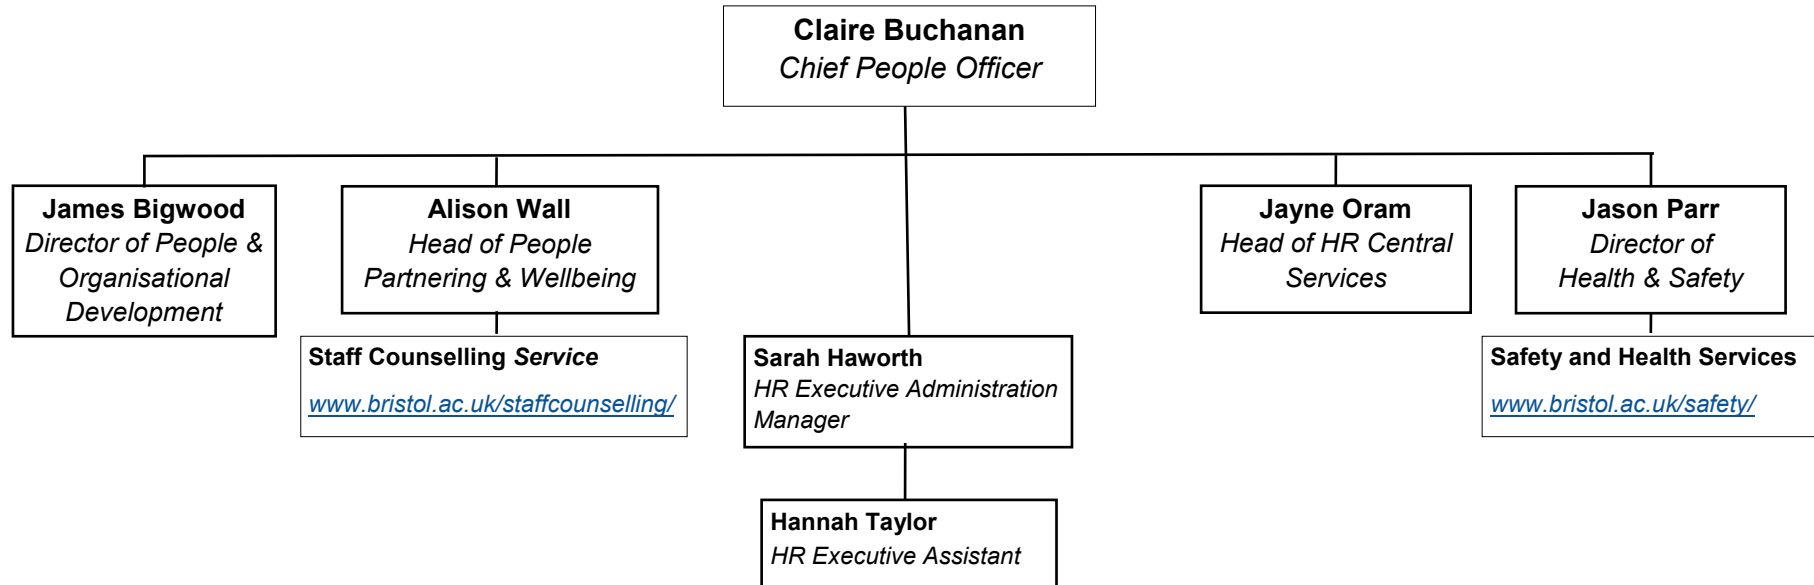 Claire Buchanan
Chief People Officer
James Bigwood
Director of People &
Organisational
Development
Alison Wall
Head of People
Partnering & Wellbeing
Jayne Oram
Head of HR Central
Services
Jason Parr
Director of
Health & Safety
Staff Counselling Service
www.bristol.ac.uk/staffcounselling/
Sarah Haworth
HR Executive Administration
Manager
Safety and Health Services
www.bristol.ac.uk/safety/
Hannah Taylor
HR Executive Assistant